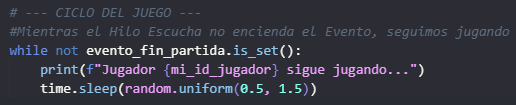 # --- CICLO DEL JUEGO ---
#Mientras el Hilo Escucha no encienda el Evento, seguimos jugando
while not evento_fin_partida.is_set():
    print(f"Jugador {mi_id_jugador} sigue jugando...")
    time.sleep(random.uniform(0.5, 1.5))